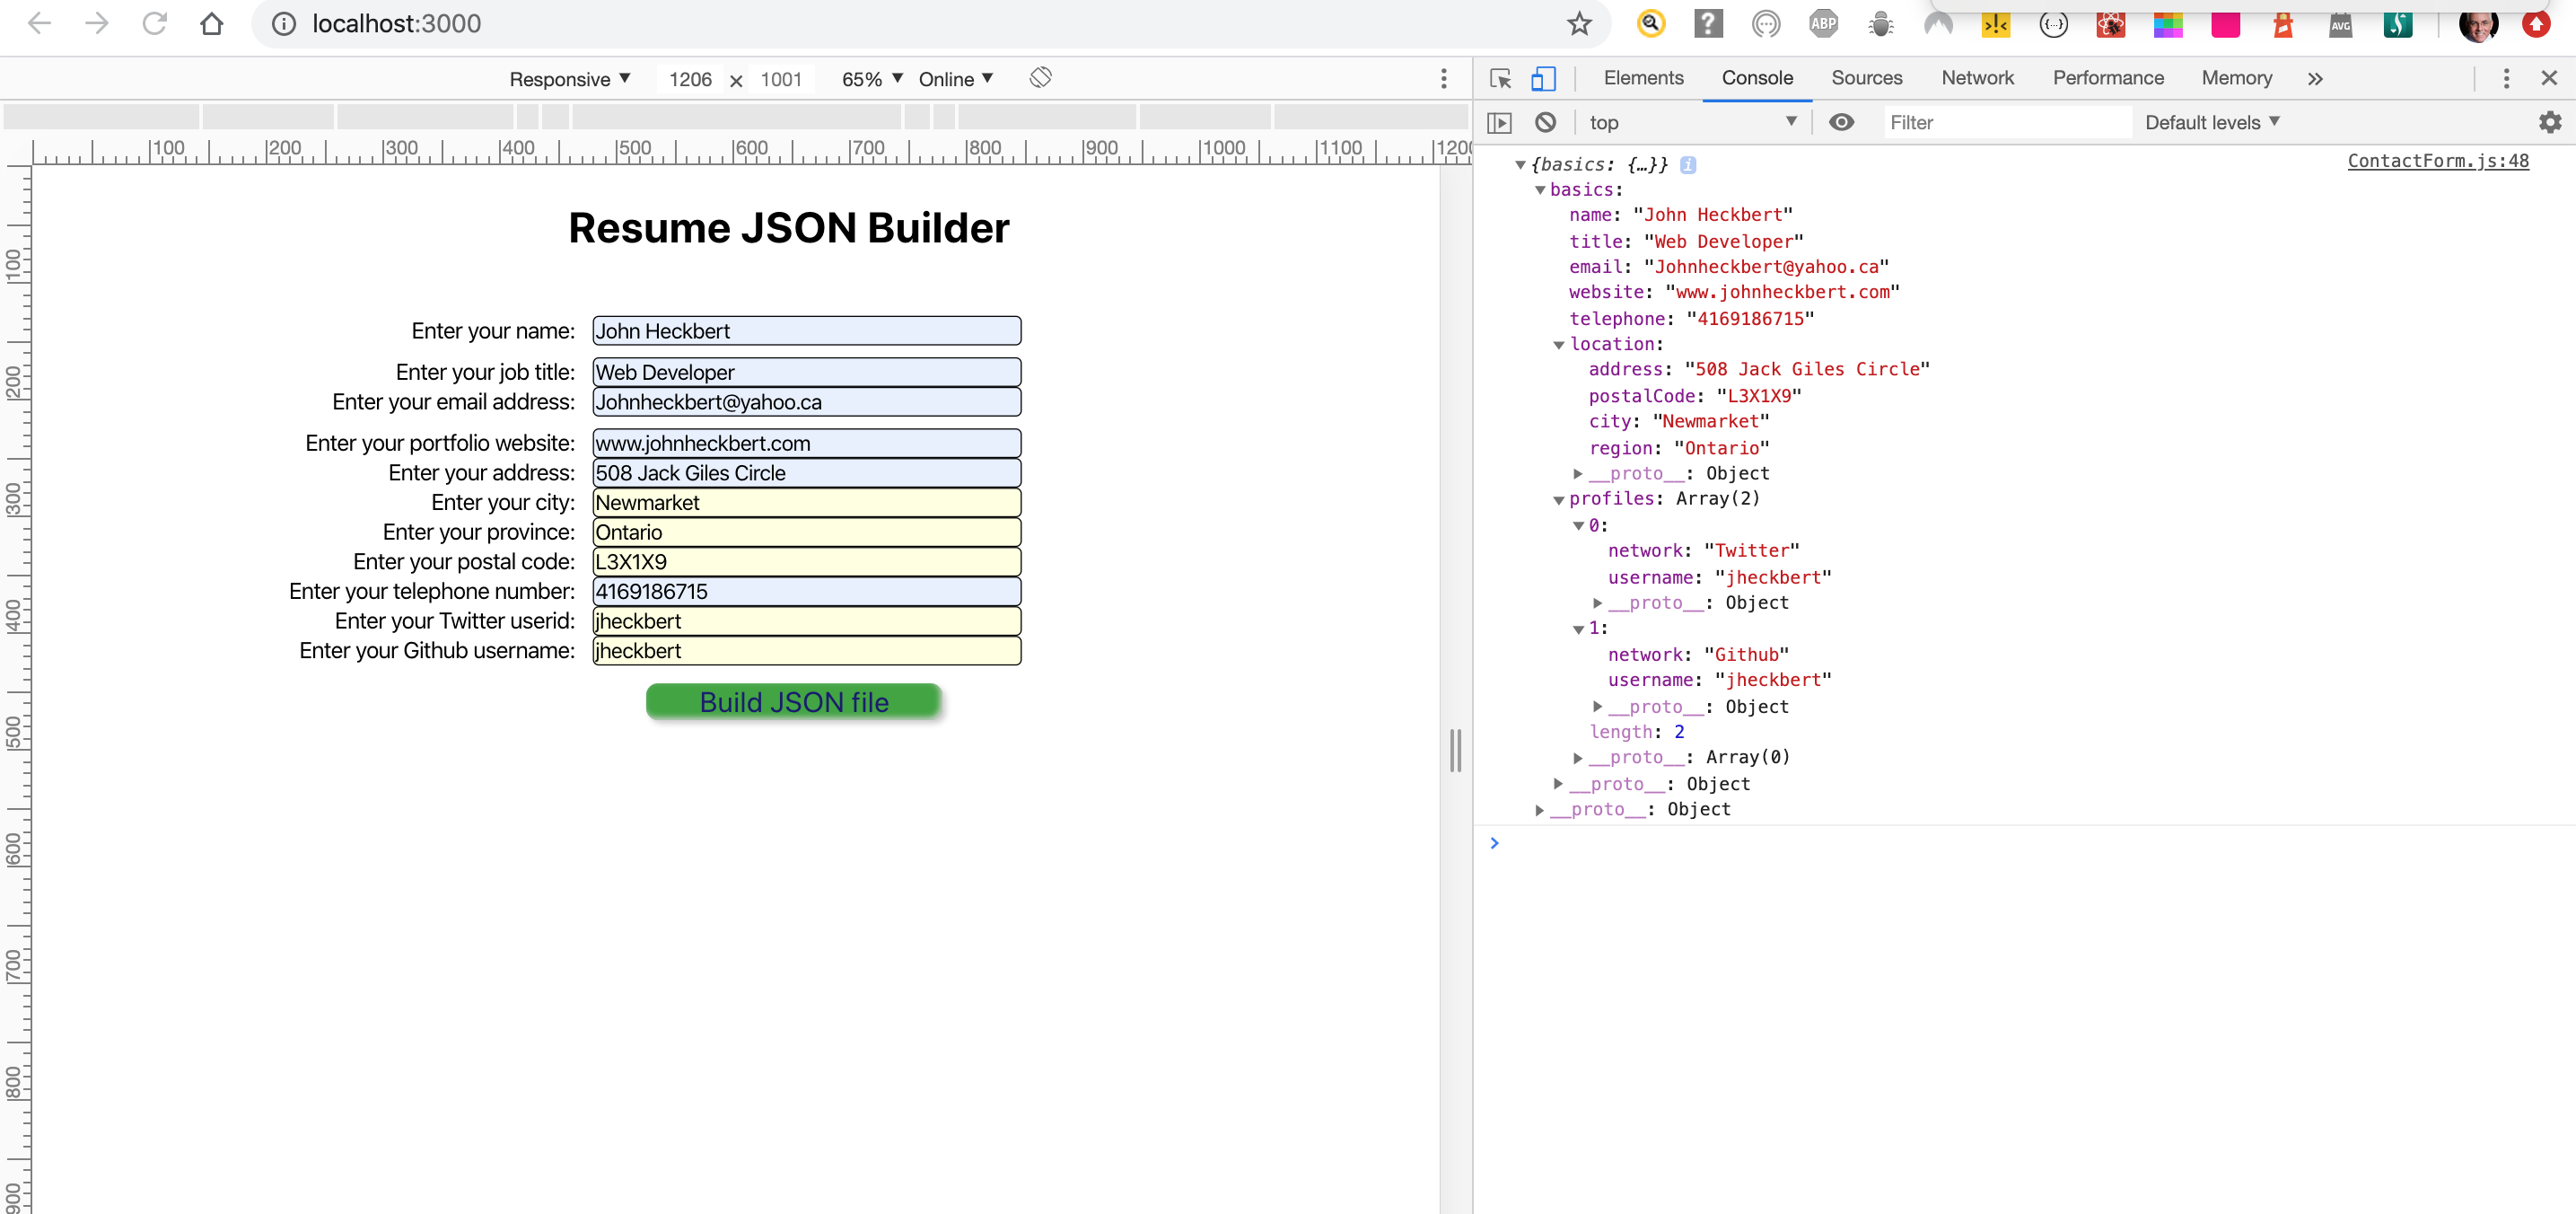 localhost:3000
ABP
AVG
Responsive ▼ 1206 × 1001 65% ▼ Online ▼
Elements Console Sources Network Performance Memory »
top ▼ Filter Default levels ▼
100 200 300 400 500 600 700 800 900 1000 1100 1200
100
200
300
400
500
600
700
800
900
Resume JSON Builder
Enter your name: John Heckbert
Enter your job title: Web Developer
Enter your email address: Johnheckbert@yahoo.ca
Enter your portfolio website: www.johnheckbert.com
Enter your address: 508 Jack Giles Circle
Enter your city: Newmarket
Enter your province: Ontario
Enter your postal code: L3X1X9
Enter your telephone number: 4169186715
Enter your Twitter userid: jheckbert
Enter your Github username: jheckbert
Build JSON file
▼{basics: {…}} i ContactForm.js:48
▼basics:
name: "John Heckbert"
title: "Web Developer"
email: "Johnheckbert@yahoo.ca"
website: "www.johnheckbert.com"
telephone: "4169186715"
▼location:
address: "508 Jack Giles Circle"
postalCode: "L3X1X9"
city: "Newmarket"
region: "Ontario"
▶__proto__: Object
▼profiles: Array(2)
▼0:
network: "Twitter"
username: "jheckbert"
▶__proto__: Object
▼1:
network: "Github"
username: "jheckbert"
▶__proto__: Object
length: 2
▶__proto__: Array(0)
▶__proto__: Object
▶__proto__: Object